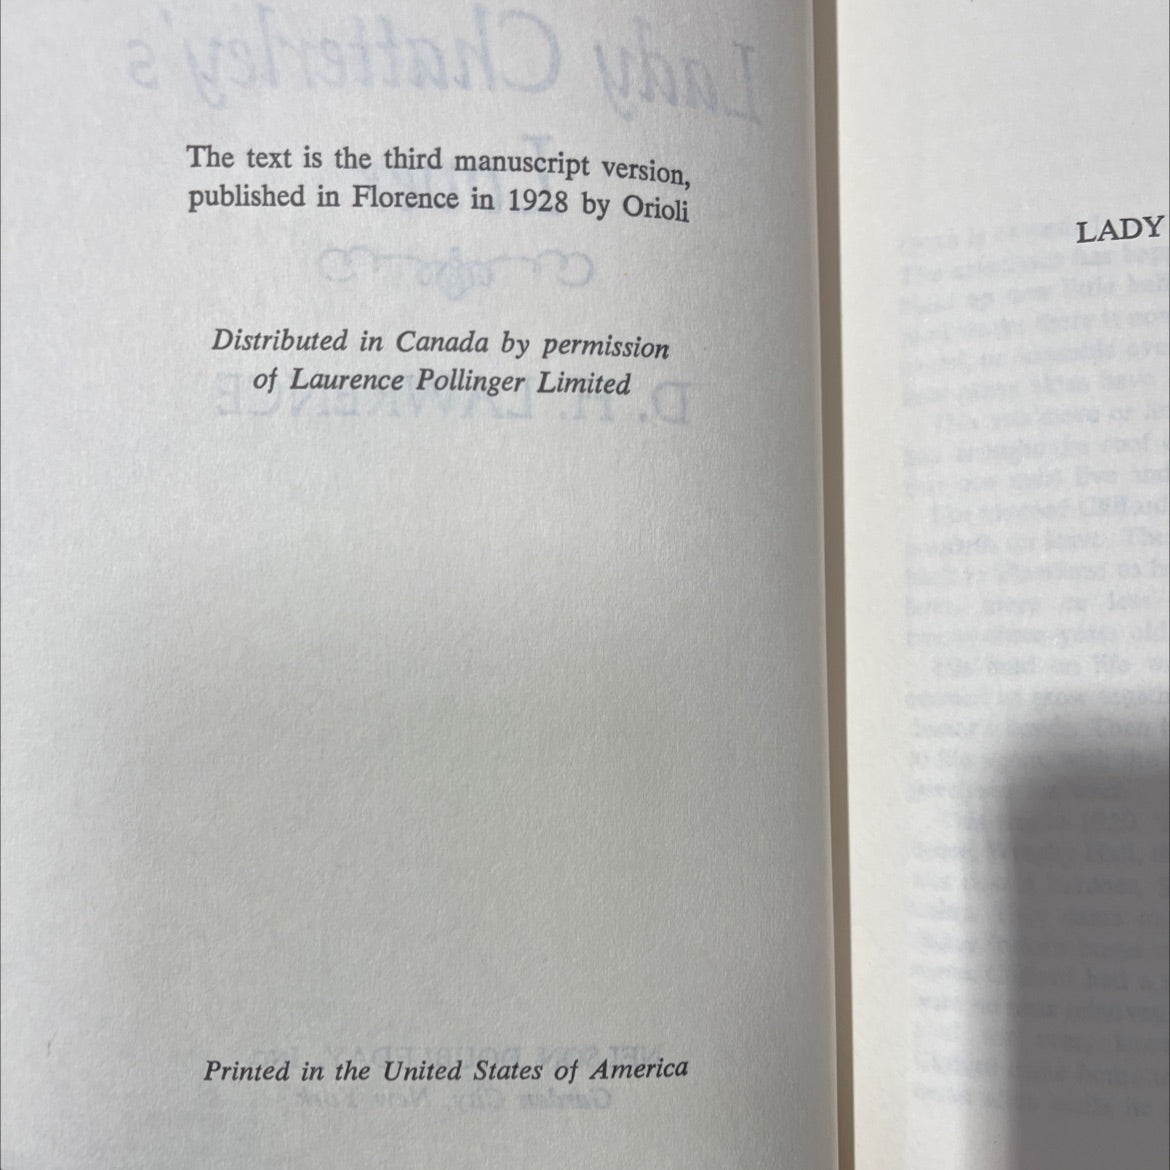 The text is the third manuscript version,
published in Florence in 1928 by Orioli
Distributed in Canada by permission
of Laurence Pollinger Limited
Printed in the United States of America
LADY